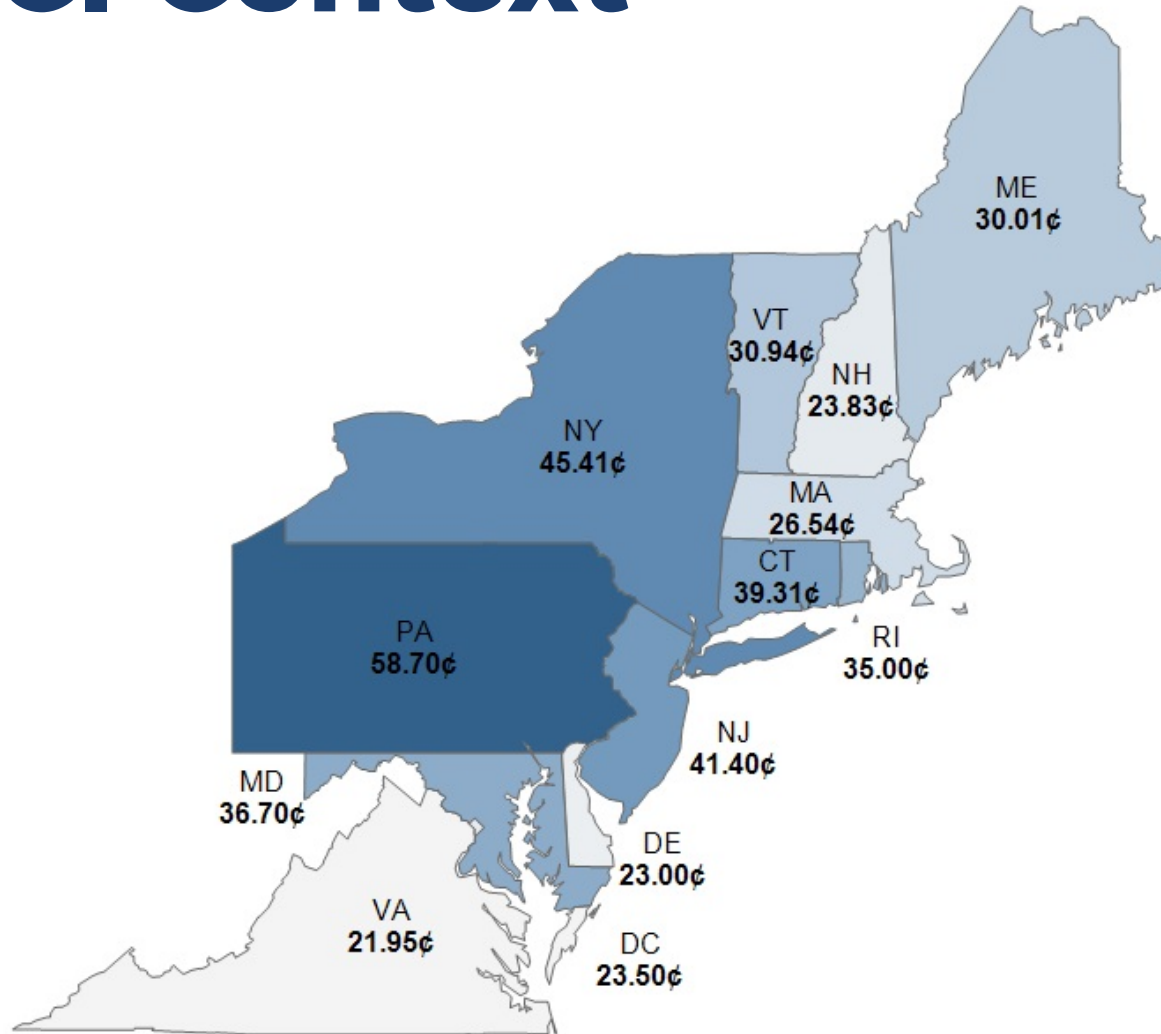 ME
30.01¢
VT
30.94¢
NH
23.83¢
NY
45.41¢
MA
26.54¢
CT
39.31¢
RI
35.00¢
PA
58.70¢
NJ
41.40¢
MD
36.70¢
DE
23.00¢
VA
21.95¢
DC
23.50¢